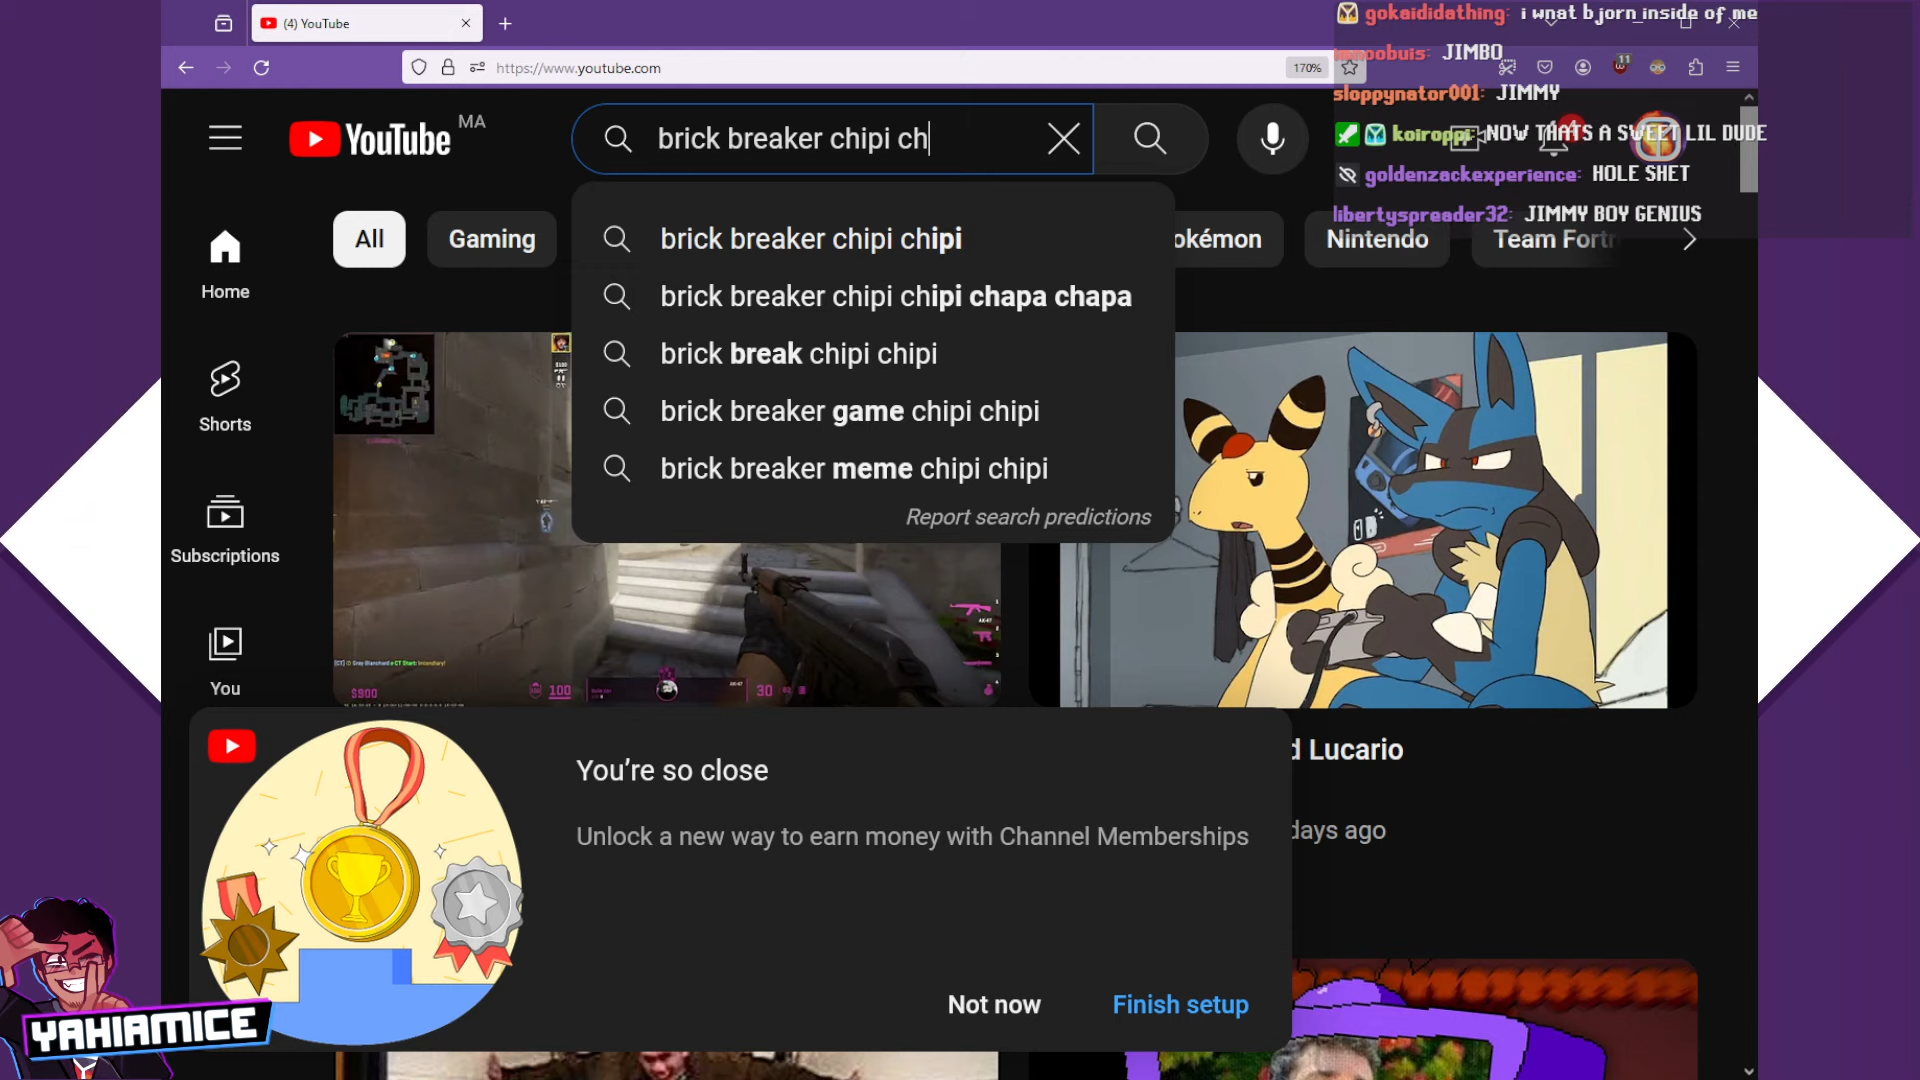 (4) YouTube
gokaididathing: i wnat bjorn inside of me
https://www.youtube.com
170%
JIMBO
11
sloppynator001: JIMMY
YouTube MA
brick breaker chipi ch
koiroppi: NOW THATS A SWEET LIL DUDE
goldenzackexperience: HOLE SHET
libertyspreader32: JIMMY BOY GENIUS
All
Gaming
okémon
Nintendo
Team Fortr
brick breaker chipi chipi
brick breaker chipi chipi chapa chapa
brick break chipi chipi
brick breaker game chipi chipi
brick breaker meme chipi chipi
Report search predictions
Home
Shorts
Subscriptions
You
$900
100
30
d Lucario
days ago
You're so close
Unlock a new way to earn money with Channel Memberships
Not now
Finish setup
YAHIAMICE